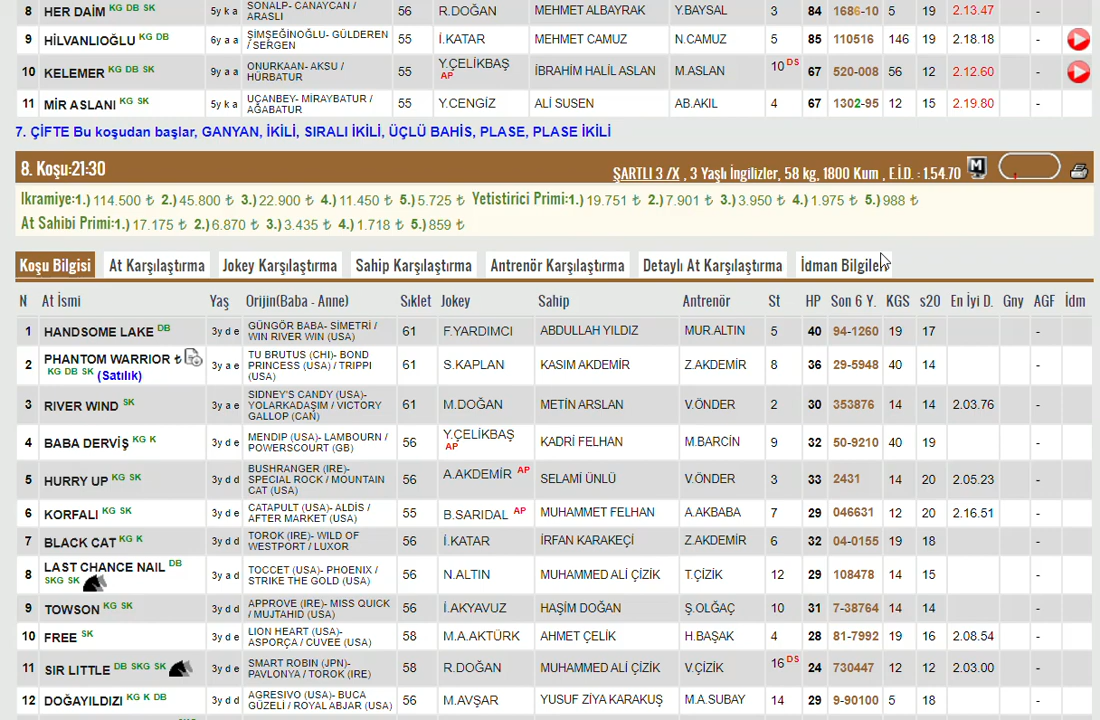 8 HER DAİM KG DB SK 5y k a SONALP- CANAYCAN / ARASLI 56 R.DOĞAN MEHMET ALBAYRAK Y.BAYSAL 3 84 1686-10 5 19 2.13.47 -
9 HİLVANLIOĞLU KG DB 6y a a ŞİMŞEĞİNOĞLU- GÜLDEREN / SERGEN 55 İ.KATAR MEHMET CAMUZ N.CAMUZ 5 85 110516 146 19 2.18.18 -
10 KELEMER KG DB SK 9y a a ONURKAAN- AKSU / HÜRBATUR 55 Y.ÇELİKBAŞ AP İBRAHİM HALİL ASLAN M.ASLAN 10 DS 67 520-008 56 12 2.12.60 -
11 MİR ASLANI KG SK 5y k a UÇANBEY- MİRAYBATUR / AĞABATUR 55 Y.CENGİZ ALİ SUSEN AB.AKIL 4 67 1302-95 12 15 2.19.80 -
7. ÇİFTE Bu koşudan başlar, GANYAN, İKİLİ, SIRALI İKİLİ, ÜÇLÜ BAHİS, PLASE, PLASE İKİLİ
8. Koşu:21:30 ŞARTLI 3 /X , 3 Yaşlı İngilizler, 58 kg, 1800 Kum , E.İ.D. : 1.54.70 M
Ikramiye:1.) 114.500 ₺ 2.) 45.800 ₺ 3.) 22.900 ₺ 4.) 11.450 ₺ 5.) 5.725 ₺ Yetistirici Primi:1.) 19.751 ₺ 2.) 7.901 ₺ 3.) 3.950 ₺ 4.) 1.975 ₺ 5.) 988 ₺
At Sahibi Primi:1.) 17.175 ₺ 2.) 6.870 ₺ 3.) 3.435 ₺ 4.) 1.718 ₺ 5.) 859 ₺
Koşu Bilgisi At Karşılaştırma Jokey Karşılaştırma Sahip Karşılaştırma Antrenör Karşılaştırma Detaylı At Karşılaştırma İdman Bilgileri
N At İsmi Yaş Orijin(Baba - Anne) Sıklet Jokey Sahip Antrenör St HP Son 6 Y. KGS s20 En İyi D. Gny AGF İdm
1 HANDSOME LAKE DB 3y d e GÜNGÖR BABA- SİMETRİ / WIN RIVER WIN (USA) 61 F.YARDIMCI ABDULLAH YILDIZ MUR.ALTIN 5 40 94-1260 19 17 -
2 PHANTOM WARRIOR ₺ KG DB SK (Satılık) 3y a e TU BRUTUS (CHI)- BOND PRINCESS (USA) / TRIPPI (USA) 61 S.KAPLAN KASIM AKDEMİR Z.AKDEMİR 8 36 29-5948 40 14 -
3 RIVER WIND SK 3y a e SIDNEY'S CANDY (USA)- YOLARKADAŞIM / VICTORY GALLOP (CAN) 61 M.DOĞAN METİN ARSLAN V.ÖNDER 2 30 353876 14 14 2.03.76 -
4 BABA DERVİŞ KG K 3y d e MENDIP (USA)- LAMBOURN / POWERSCOURT (GB) 56 Y.ÇELİKBAŞ AP KADRİ FELHAN M.BARCİN 9 32 50-9210 40 19 -
5 HURRY UP KG SK 3y d d BUSHRANGER (IRE)- SPECIAL ROCK / MOUNTAIN CAT (USA) 56 A.AKDEMİR AP SELAMİ ÜNLÜ V.ÖNDER 3 33 2431 14 20 2.05.23 -
6 KORFALI KG SK 3y d e CATAPULT (USA)- ALDİS / AFTER MARKET (USA) 55 B.SARIDAL AP MUHAMMET FELHAN A.AKBABA 7 29 046631 12 20 2.16.51 -
7 BLACK CAT KG K 3y d d TOROK (IRE)- WILD OF WESTPORT / LUXOR 56 İ.KATAR İRFAN KARAKEÇİ Z.AKDEMİR 6 32 04-0155 19 18 -
8 LAST CHANCE NAIL DB SKG SK 3y a d TOCCET (USA)- PHOENIX / STRIKE THE GOLD (USA) 56 N.ALTIN MUHAMMED ALİ ÇİZİK T.ÇİZİK 12 29 108478 14 15 -
9 TOWSON KG SK 3y d d APPROVE (IRE)- MISS QUICK / MUJTAHID (USA) 56 İ.AKYAVUZ HAŞİM DOĞAN Ş.OLĞAÇ 10 31 7-38764 14 14 -
10 FREE SK 3y d e LION HEART (USA)- ASPORÇA / CUVEE (USA) 58 M.A.AKTÜRK AHMET ÇELİK H.BAŞAK 4 28 81-7992 19 16 2.08.54 -
11 SIR LITTLE DB SKG SK 3y d e SMART ROBIN (JPN)- PAVLONYA / TOROK (IRE) 58 R.DOĞAN MUHAMMED ALİ ÇİZİK V.ÇİZİK 16 DS 24 730447 12 12 2.03.00 -
12 DOĞAYILDIZI KG K DB 3y d d AGRESIVO (USA)- BUCA GÜZELİ / ROYAL ABJAR (USA) 56 M.AVŞAR YUSUF ZİYA KARAKUŞ M.A.SUBAY 14 29 9-90100 5 18 -